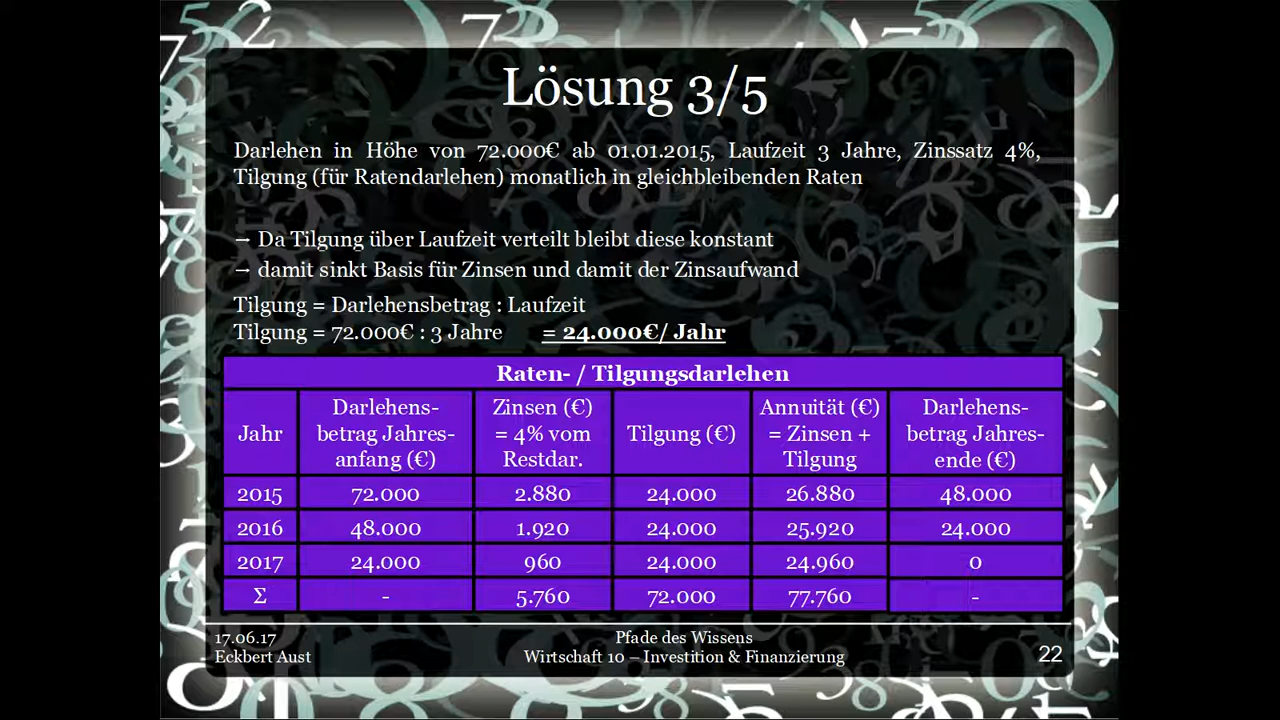 Lösung 3/5
Darlehen in Höhe von 72.000€ ab 01.01.2015, Laufzeit 3 Jahre, Zinssatz 4%,
Tilgung (für Ratendarlehen) monatlich in gleichbleibenden Raten
→ Da Tilgung über Laufzeit verteilt bleibt diese konstant
→ damit sinkt Basis für Zinsen und damit der Zinsaufwand
Tilgung = Darlehensbetrag : Laufzeit
Tilgung = 72.000€ : 3 Jahre = 24.000€/ Jahr
Raten- / Tilgungsdarlehen
Jahr
Darlehens-
betrag Jahres-
anfang (€)
Zinsen (€)
= 4% vom
Restdar.
Tilgung (€)
Annuität (€)
= Zinsen +
Tilgung
Darlehens-
betrag Jahres-
ende (€)
2015 72.000 2.880 24.000 26.880 48.000
2016 48.000 1.920 24.000 25.920 24.000
2017 24.000 960 24.000 24.960 0
Σ - 5.760 72.000 77.760 -
17.06.17
Eckbert Aust
Pfade des Wissens
Wirtschaft 10 – Investition & Finanzierung
22